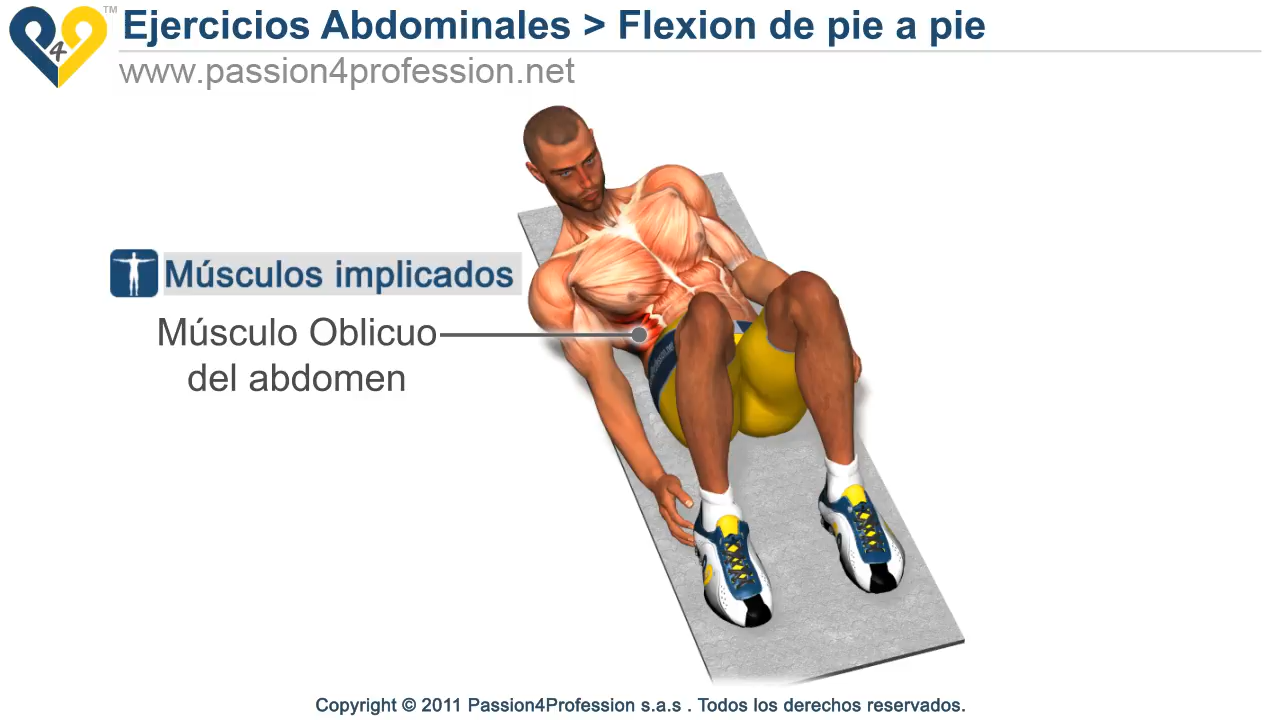 P4P™
Ejercicios Abdominales > Flexion de pie a pie
www.passion4profession.net
Músculos implicados
Músculo Oblicuo
del abdomen
Copyright © 2011 Passion4Profession s.a.s . Todos los derechos reservados.